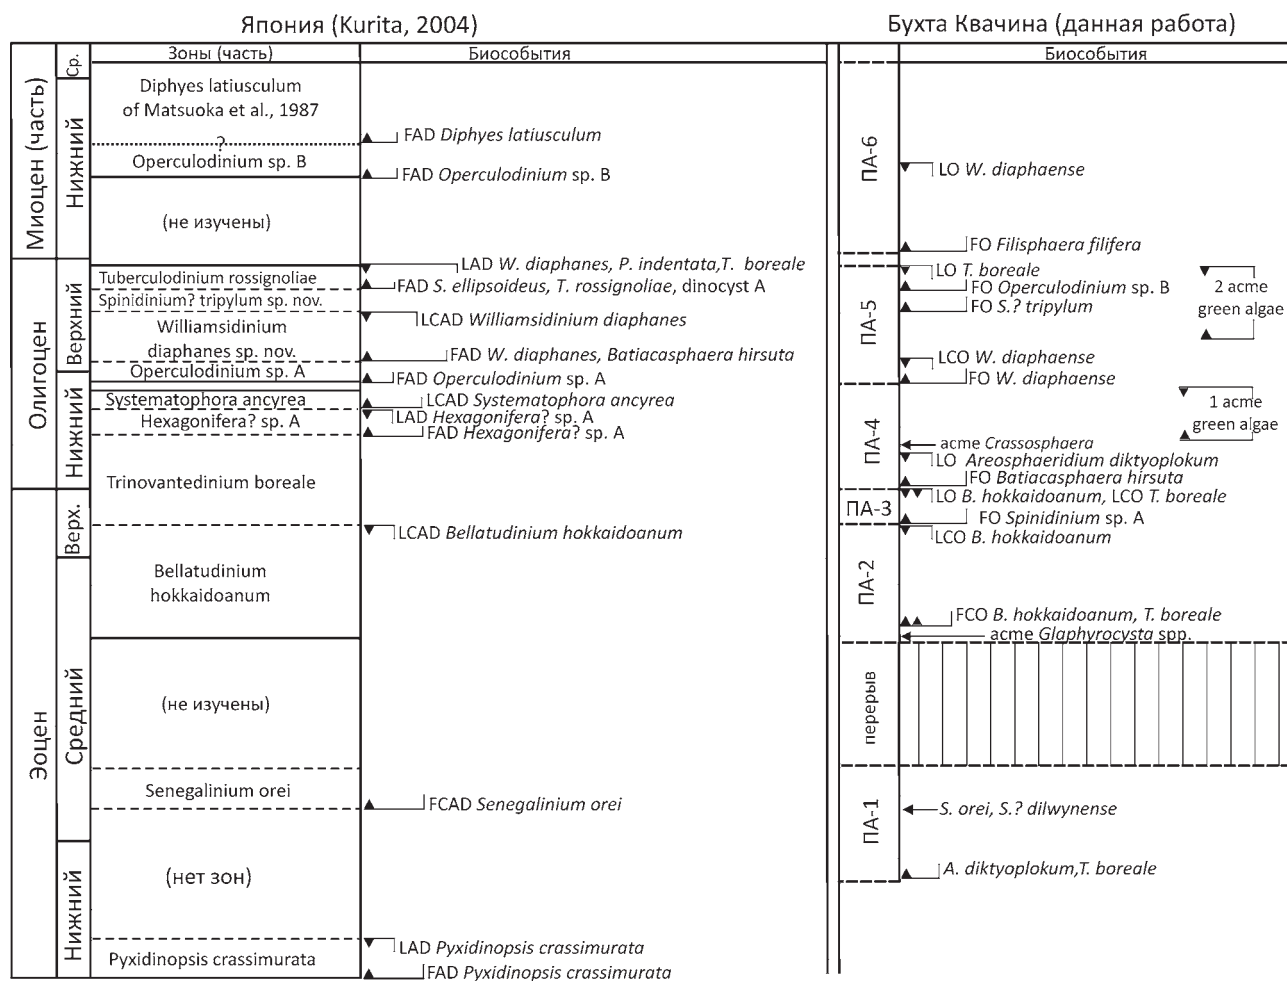 Япония (Kurita, 2004)
Зоны (часть)
Биособытия
Миоцен (часть)
Ср.
Нижний
Diphyes latiusculum
of Matsuoka et al., 1987
?
Operculodinium sp. B
(не изучены)
FAD Diphyes latiusculum
FAD Operculodinium sp. B
Олигоцен
Верхний
Нижний
Tuberculodinium rossignoliae
Spinidinium? tripylum sp. nov.
Williamsidinium
diaphanes sp. nov.
Operculodinium sp. A
Systematophora ancyrea
Hexagonifera? sp. A
Trinovantedinium boreale
LAD W. diaphanes, P. indentata,T. boreale
FAD S. ellipsoideus, T. rossignoliae, dinocyst A
LCAD Williamsidinium diaphanes
FAD W. diaphanes, Batiacasphaera hirsuta
FAD Operculodinium sp. A
LCAD Systematophora ancyrea
LAD Hexagonifera? sp. A
FAD Hexagonifera? sp. A
Эоцен
Верх.
Средний
Нижний
Bellatudinium
hokkaidoanum
(не изучены)
Senegalinium orei
(нет зон)
Pyxidinopsis crassimurata
LCAD Bellatudinium hokkaidoanum
FCAD Senegalinium orei
LAD Pyxidinopsis crassimurata
FAD Pyxidinopsis crassimurata
Бухта Квачина (данная работа)
Биособытия
ПА-6
LO W. diaphaense
FO Filisphaera filifera
ПА-5
LO T. boreale
FO Operculodinium sp. B
FO S.? tripylum
LCO W. diaphaense
FO W. diaphaense
2 acme
green algae
ПА-4
1 acme
green algae
acme Crassosphaera
LO Areosphaeridium diktyoplokum
FO Batiacasphaera hirsuta
ПА-3
LO B. hokkaidoanum, LCO T. boreale
FO Spinidinium sp. A
ПА-2
LCO B. hokkaidoanum
FCO B. hokkaidoanum, T. boreale
acme Glaphyrocysta spp.
перерыв
ПА-1
S. orei, S.? dilwynense
A. diktyoplokum,T. boreale